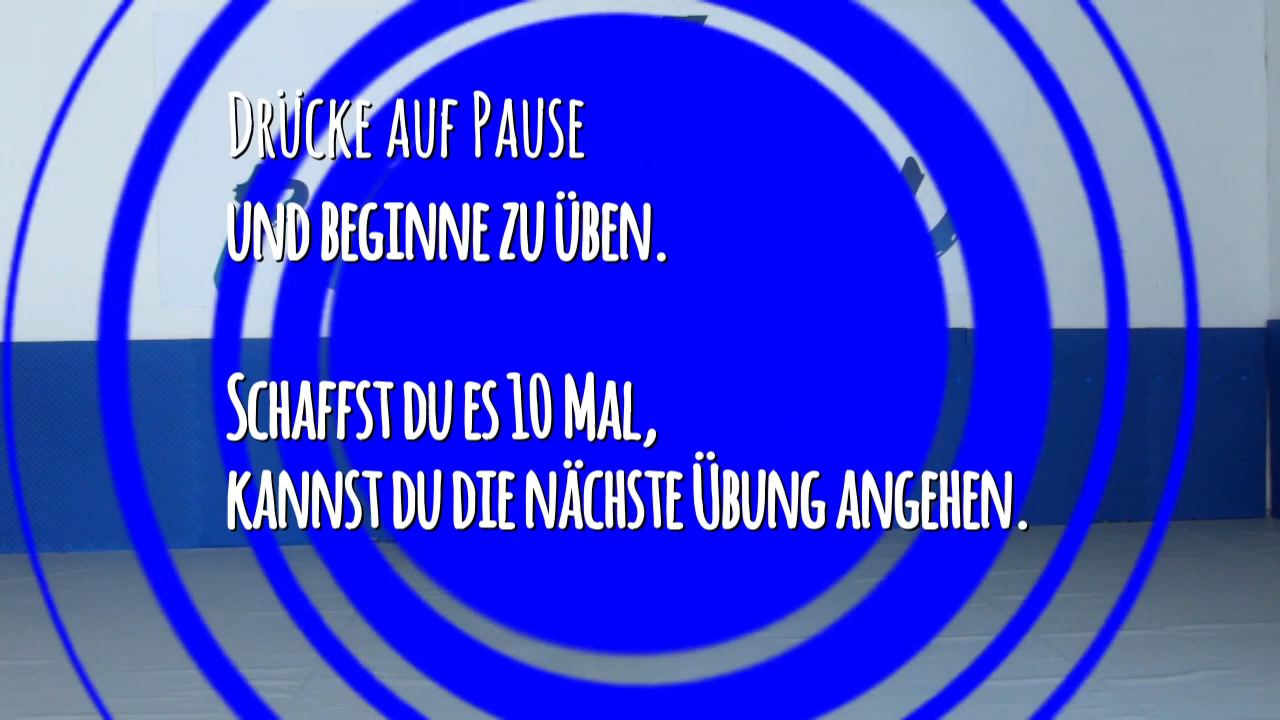 Drücke auf Pause
und beginne zu üben.
Schaffst du es 10 Mal,
kannst du die nächste Übung angehen.